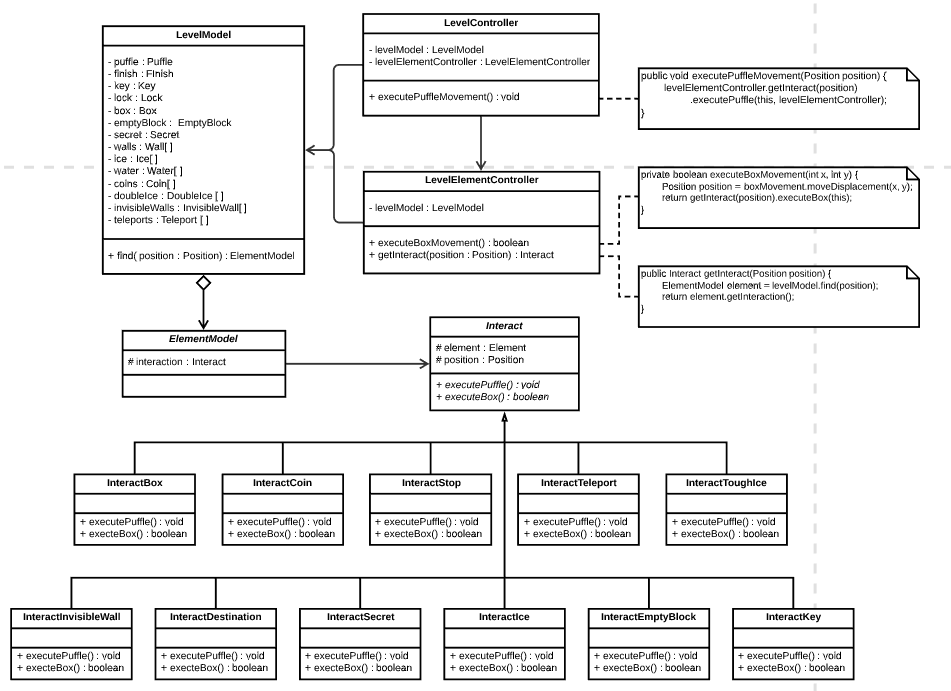 LevelModel
- puffle : Puffle
- finish : FInish
- key : Key
- lock : Lock
- box : Box
- emptyBlock : EmptyBlock
- secret : Secret
- walls : Wall[ ]
- ice : Ice[ ]
- water : Water[ ]
- coins : Coin[ ]
- doubleIce : DoubleIce [ ]
- invisibleWalls : InvisibleWall[ ]
- teleports : Teleport [ ]
+ find( position : Position) : ElementModel
LevelController
- levelModel : LevelModel
- levelElementController : LevelElementController
+ executePuffleMovement() : void
public void executePuffleMovement(Position position) {
levelElementController.getInteract(position)
.executePuffle(this, levelElementController);
}
LevelElementController
- levelModel : LevelModel
+ executeBoxMovement() : boolean
+ getInteract(position : Position) : Interact
private boolean executeBoxMovement(int x, int y) {
Position position = boxMovement.moveDisplacement(x, y);
return getInteract(position).executeBox(this);
}
public Interact getInteract(Position position) {
ElementModel element = levelModel.find(position);
return element.getInteraction();
}
ElementModel
# interaction : Interact
Interact
# element : Element
# position : Position
+ executePuffle() : void
+ executeBox() : boolean
InteractBox
+ executePuffle() : void
+ execteBox() : boolean
InteractCoin
+ executePuffle() : void
+ execteBox() : boolean
InteractStop
+ executePuffle() : void
+ execteBox() : boolean
InteractTeleport
+ executePuffle() : void
+ execteBox() : boolean
InteractToughIce
+ executePuffle() : void
+ execteBox() : boolean
InteractInvisibleWall
+ executePuffle() : void
+ execteBox() : boolean
InteractDestination
+ executePuffle() : void
+ execteBox() : boolean
InteractSecret
+ executePuffle() : void
+ execteBox() : boolean
InteractIce
+ executePuffle() : void
+ execteBox() : boolean
InteractEmptyBlock
+ executePuffle() : void
+ execteBox() : boolean
InteractKey
+ executePuffle() : void
+ execteBox() : boolean